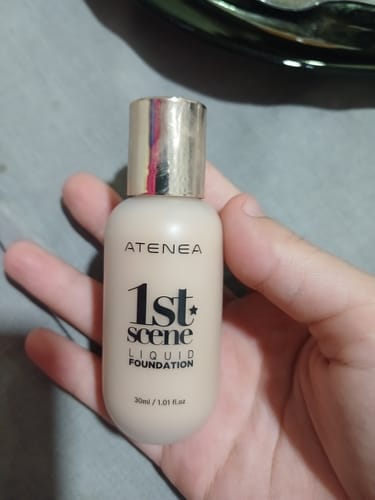 ATENEA
1st
scene
LIQUID
FOUNDATION
30ml / 1.01 fl.oz